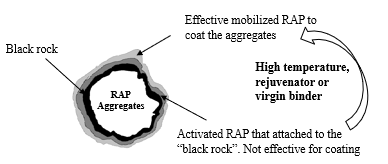 Effective mobilized RAP to
coat the aggregates
Black rock
High temperature,
rejuvenator or
virgin binder
RAP
Aggregates
Activated RAP that attached to the
“black rock”. Not effective for coating